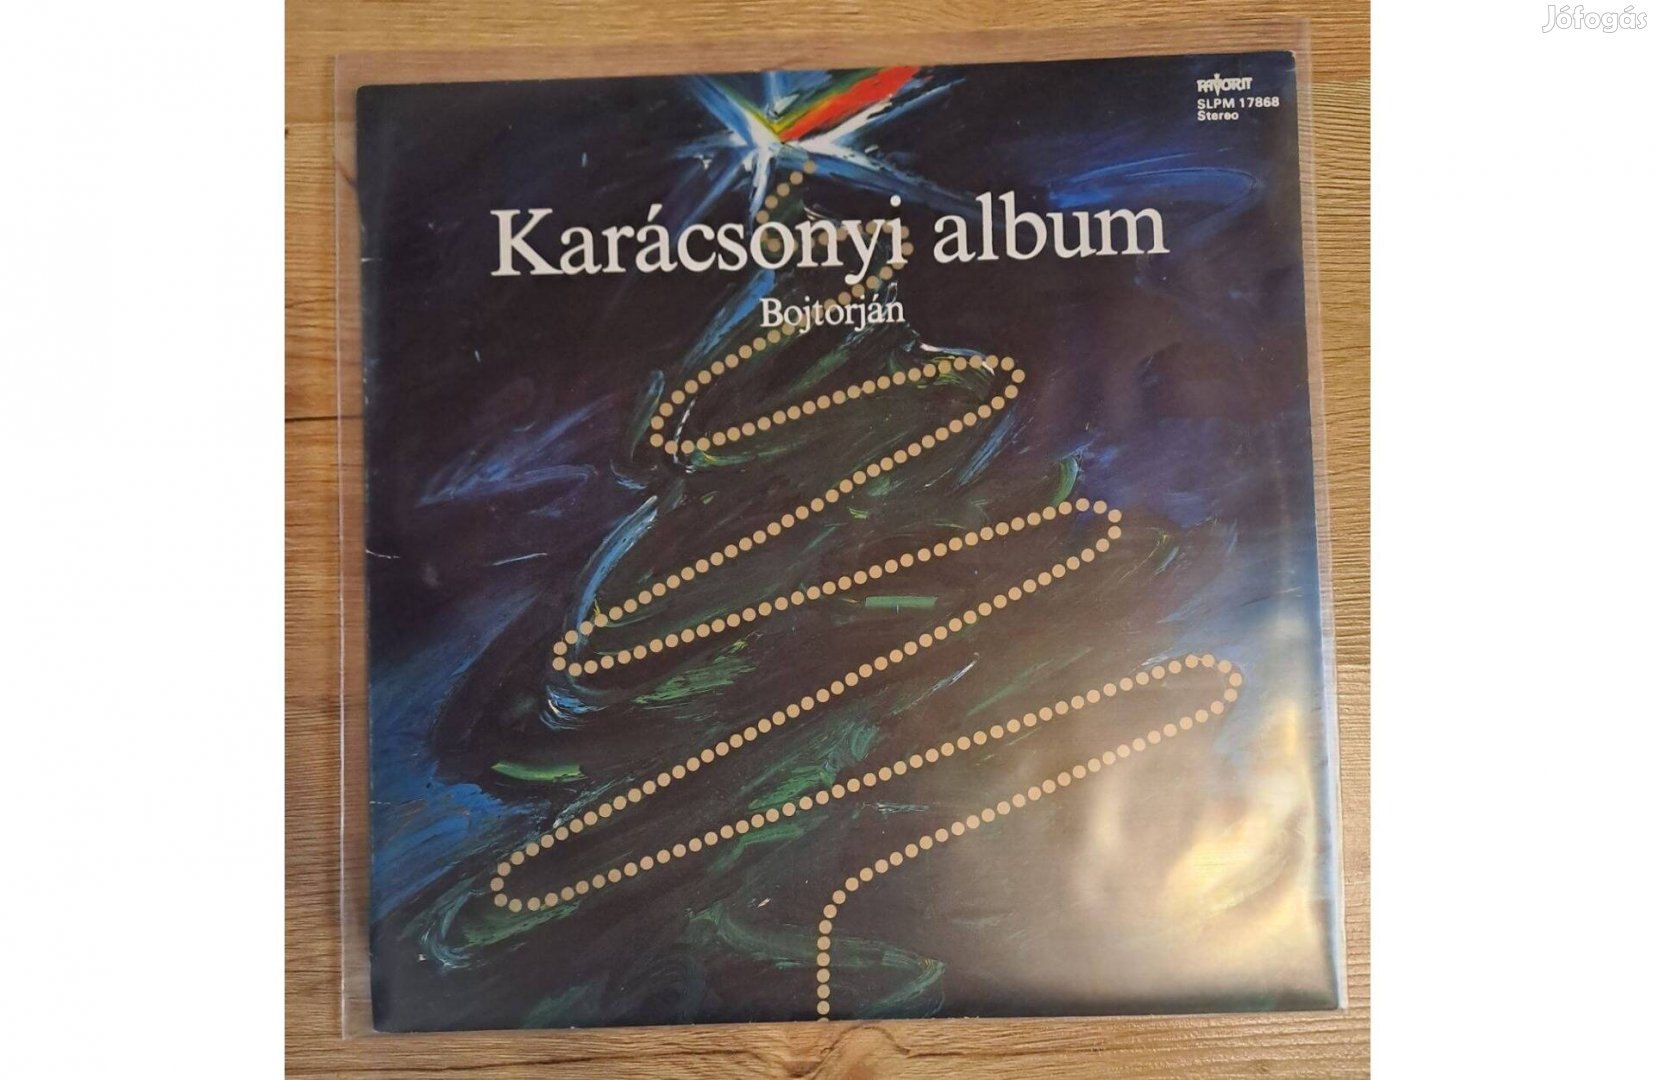 Jófogás
FAVORIT
SLPM 17868
Stereo
Karácsonyi album
Bojtorján